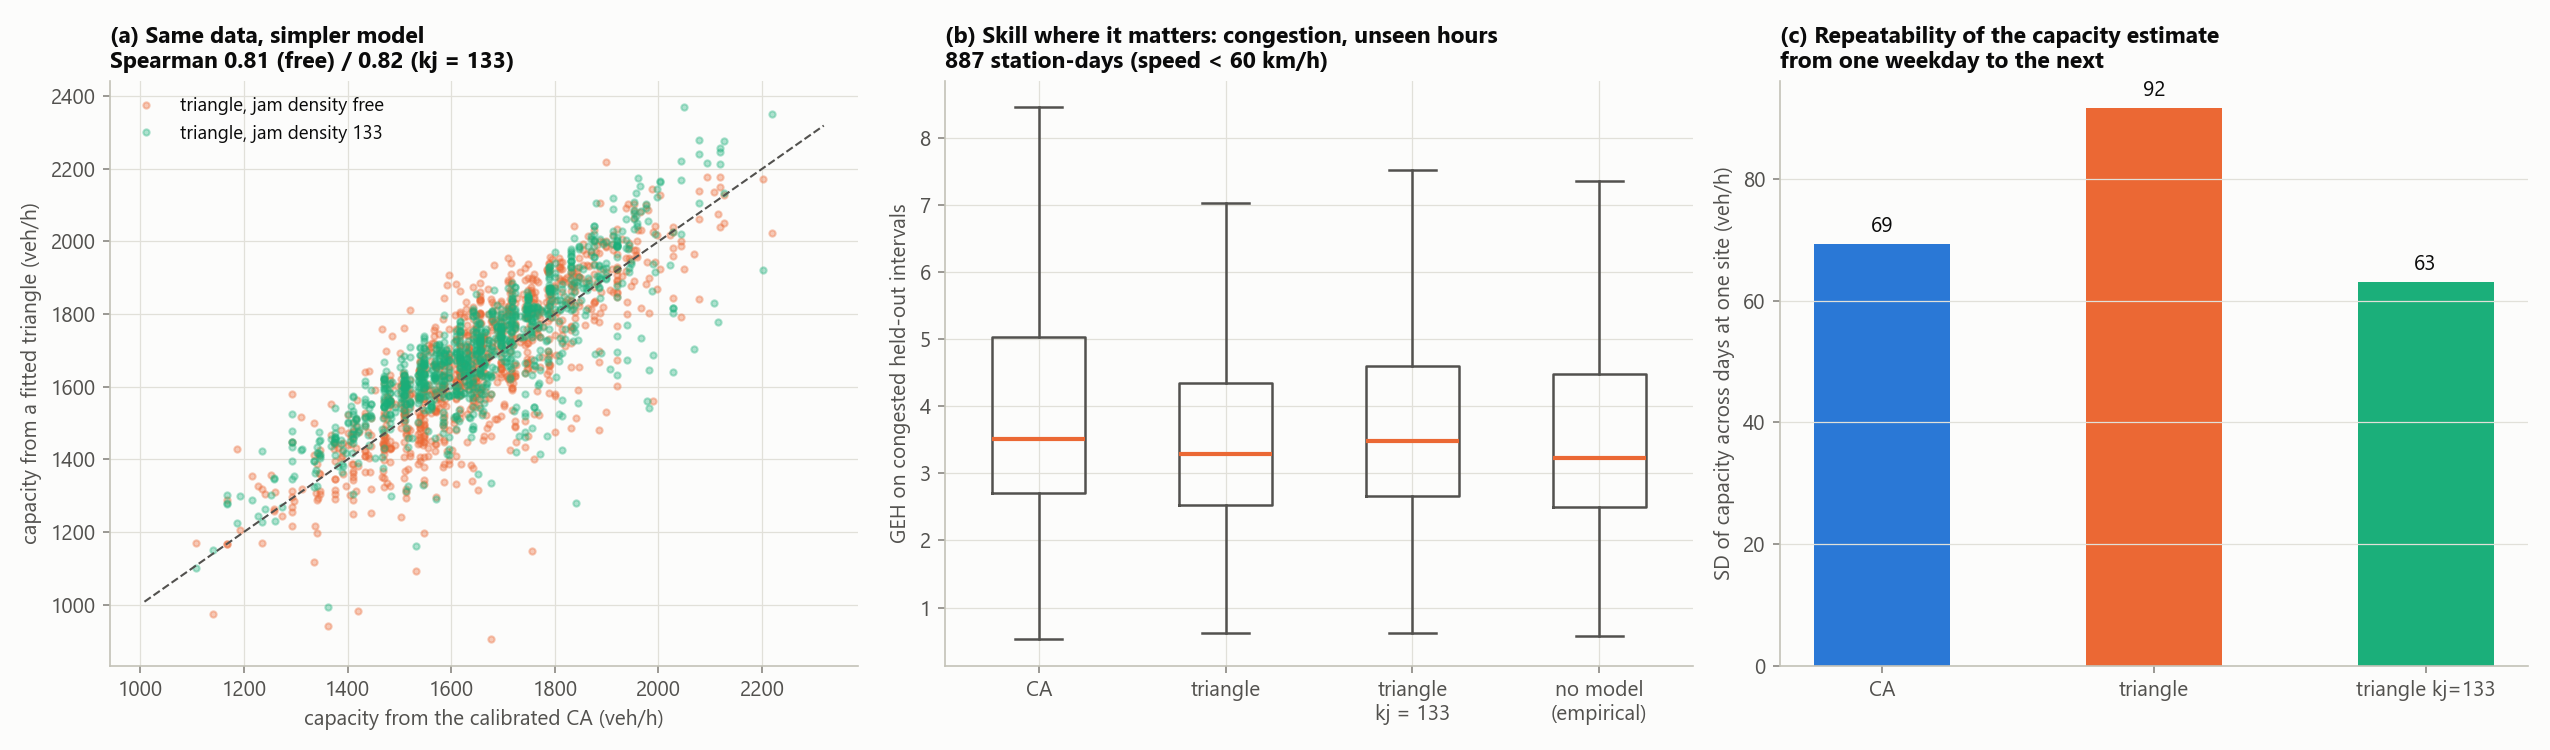 (a) Same data, simpler model
Spearman 0.81 (free) / 0.82 (kj = 133)
triangle, jam density free
triangle, jam density 133
capacity from a fitted triangle (veh/h)
2400
2200
2000
1800
1600
1400
1200
1000
1000 1200 1400 1600 1800 2000 2200
capacity from the calibrated CA (veh/h)
(b) Skill where it matters: congestion, unseen hours
887 station-days (speed < 60 km/h)
GEH on congested held-out intervals
8
7
6
5
4
3
2
1
CA
triangle
triangle
kj = 133
no model
(empirical)
(c) Repeatability of the capacity estimate
from one weekday to the next
SD of capacity across days at one site (veh/h)
80
60
40
20
0
69
92
63
CA
triangle
triangle kj=133